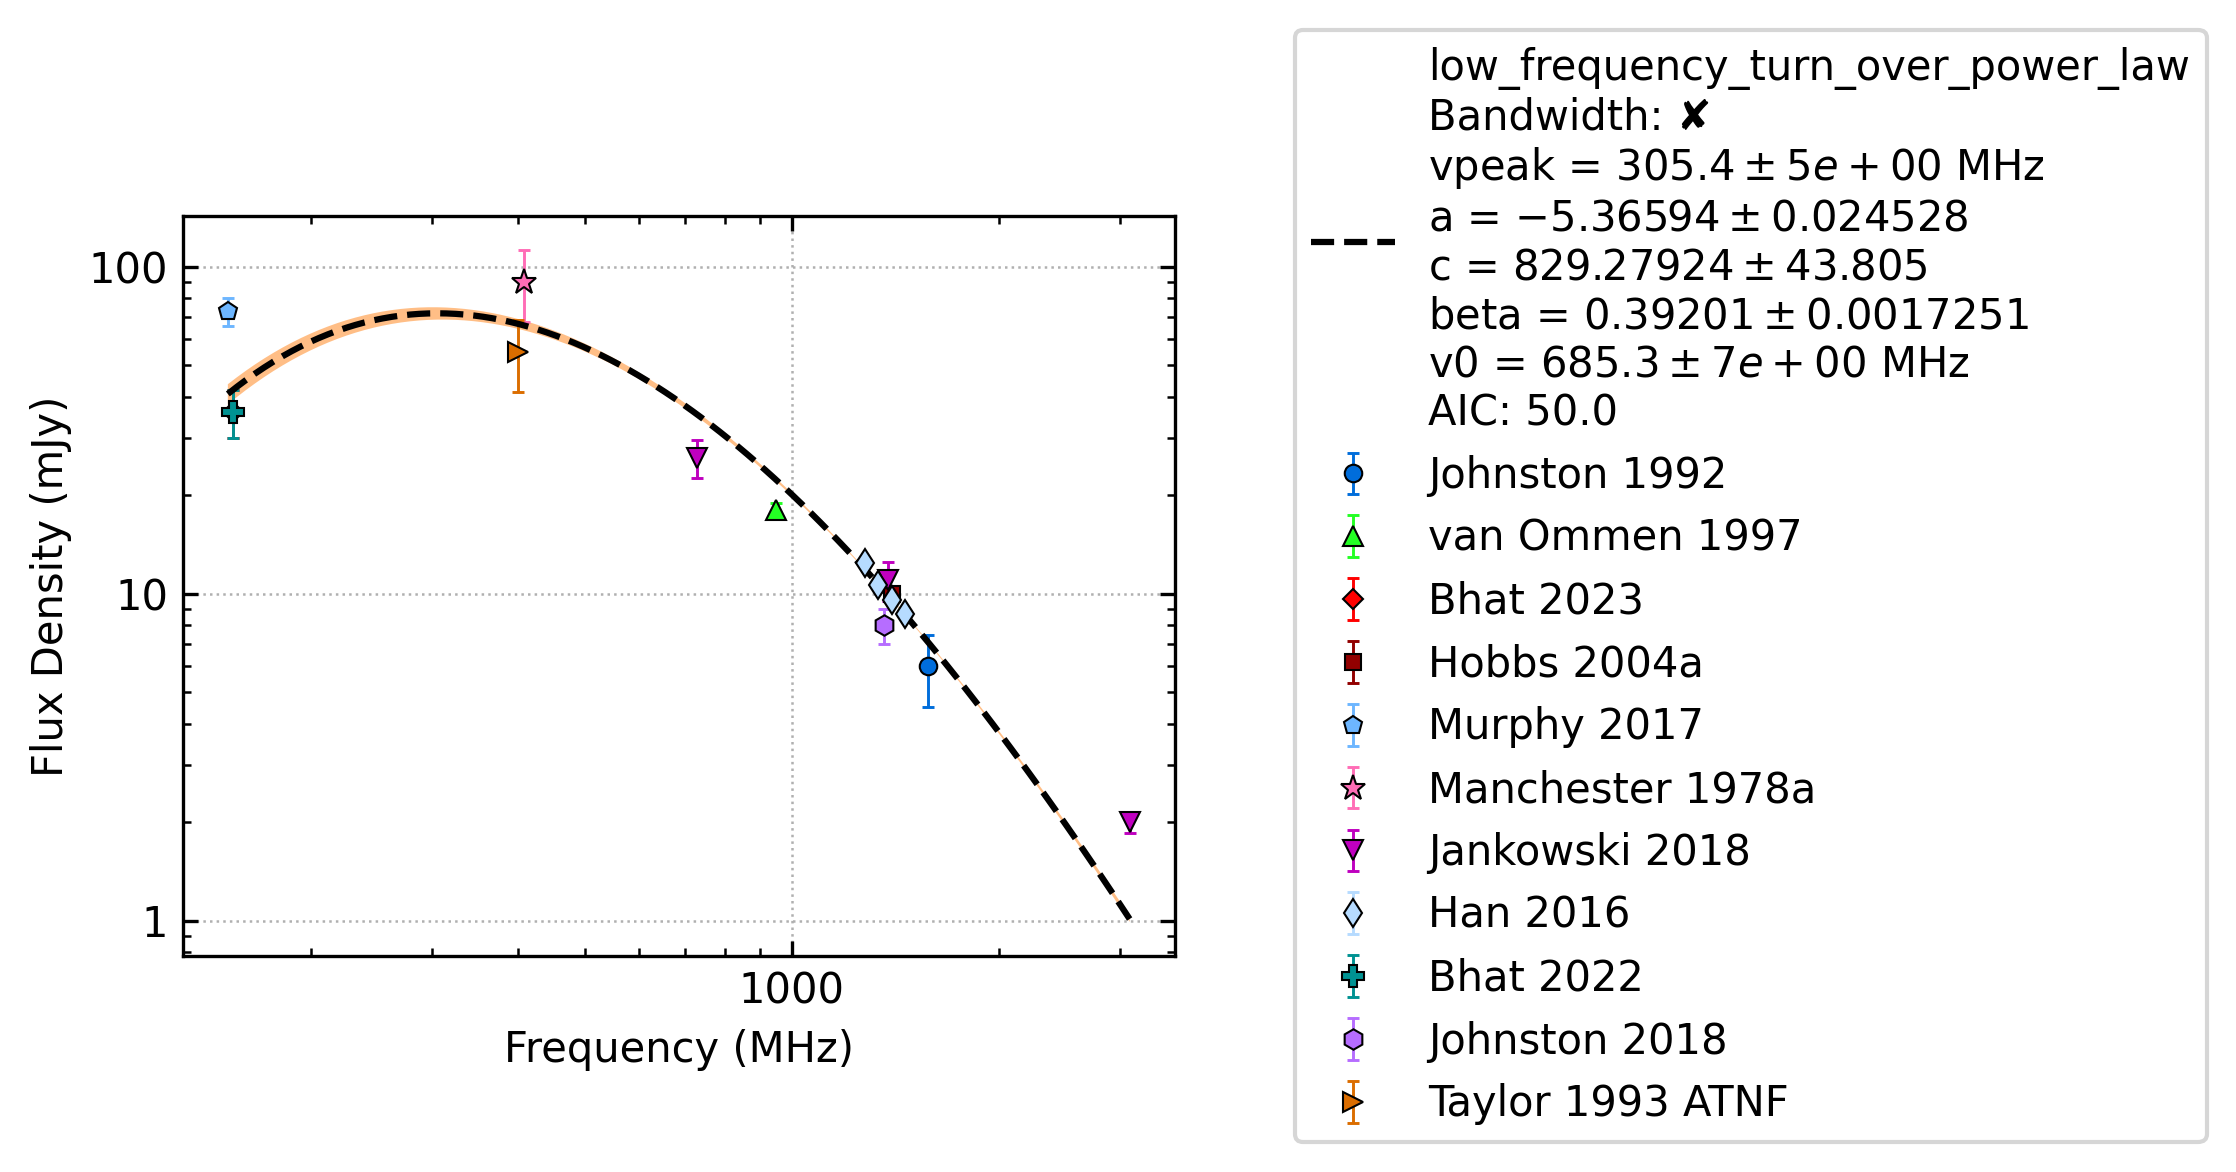 100
10
1
1000
Flux Density (mJy)
Frequency (MHz)
low_frequency_turn_over_power_law
Bandwidth: ✘
vpeak = 305.4 ± 5e + 00 MHz
a = −5.36594 ± 0.024528
c = 829.27924 ± 43.805
beta = 0.39201 ± 0.0017251
v0 = 685.3 ± 7e + 00 MHz
AIC: 50.0
Johnston 1992
van Ommen 1997
Bhat 2023
Hobbs 2004a
Murphy 2017
Manchester 1978a
Jankowski 2018
Han 2016
Bhat 2022
Johnston 2018
Taylor 1993 ATNF